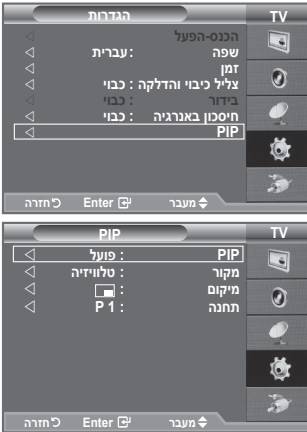 TV
הגדרות
הכנס-הפעל
שפה : עברית
זמן
צליל כיבוי והדלקה : כבוי
בידור : כבוי
חיסכון באנרגיה : כבוי
PIP
מעבר Enter חזרה
TV
PIP
PIP : פועל
מקור : טלוויזיה
מיקום :
תחנה : P 1
מעבר Enter חזרה